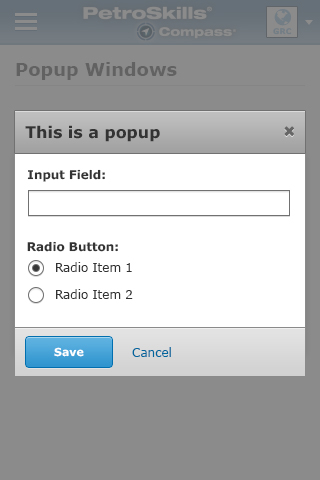 PetroSkills®
Compass
GRC
Popup Windows
This is a popup
Input Field:
Radio Button:
Radio Item 1
Radio Item 2
Save
Cancel